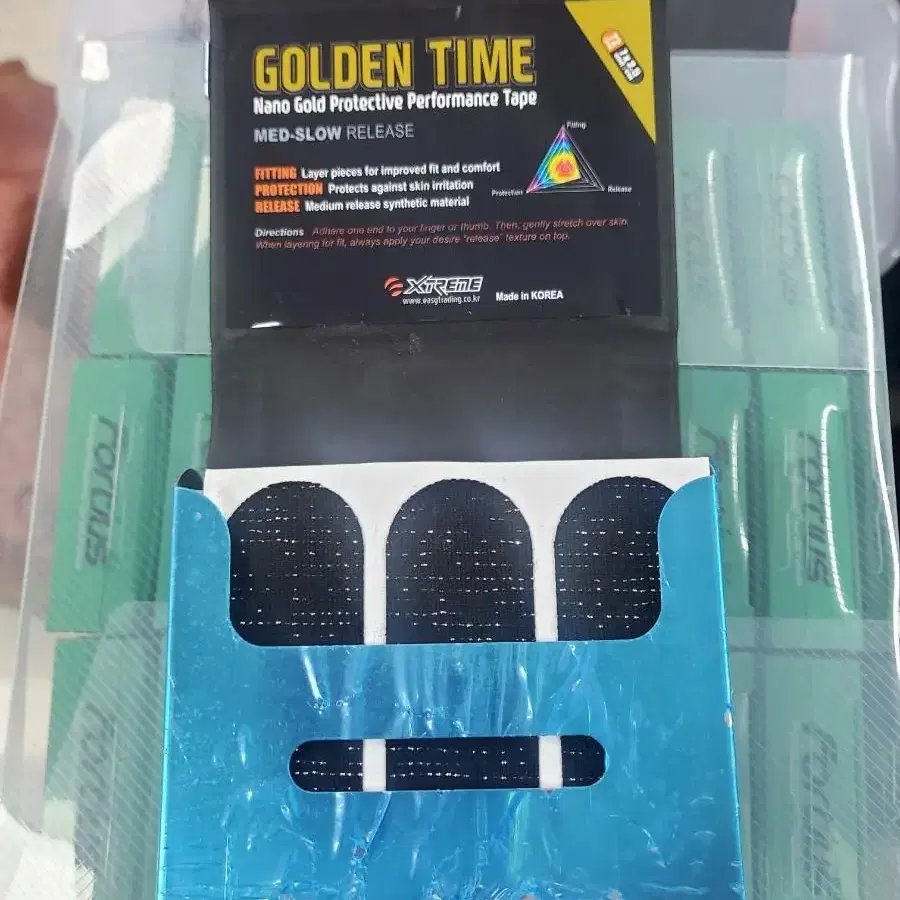 GOLDEN TIME
Nano Gold Protective Performance Tape
MED-SLOW RELEASE
FITTING Layer pieces for improved fit and comfort
PROTECTION Protects against skin irritation
RELEASE Medium release synthetic material
Fitting
Protection
Release
Directions Adhere one end to your finger or thumb. Then, gently stretch over skin.
When layering for fit, always apply your desire "release" texture on top.
XTREME
www.easytrading.co.kr
Made in KOREA